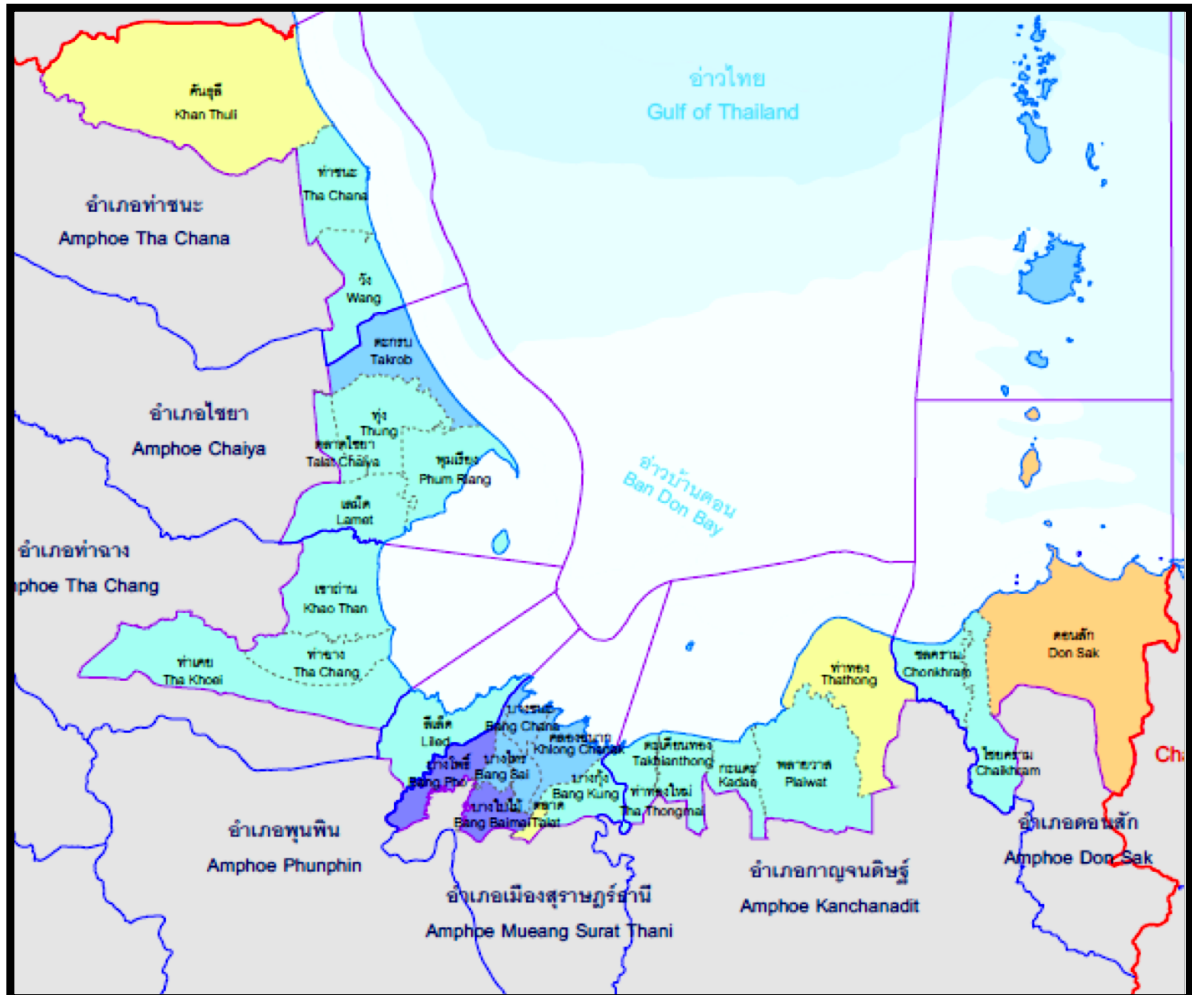 อ่าวไทย
Gulf of Thailand
คันธุลี
Khan Thuli
ท่าชนะ
Tha Chana
อำเภอท่าชนะ
Amphoe Tha Chana
วัง
Wang
ตะกรบ
Takrob
อำเภอไชยา
Amphoe Chaiya
ทุ่ง
Thung
ตลาดไชยา
Talat Chaiya
พุมเรียง
Phum Riang
เลม็ด
Lamet
อ่าวบ้านดอน
Ban Don Bay
อำเภอท่าฉาง
mphoe Tha Chang
เขาถ่าน
Khao Than
ท่าเคย
Tha Khoei
ท่าฉาง
Tha Chang
ลีเล็ด
Liled
บางชนะ
Bang Chana
คลองฉนาก
Khlong Chanak
บางโพธิ์
Bang Pho
บางไทร
Bang Sai
บางกุ้ง
Bang Kung
บางใบไม้
Bang Baimai
ตลาด
Talat
ตะเคียนทอง
Takhianthong
ท่าทองใหม่
Tha Thongmai
กะแดะ
Kadae
พลายวาส
Plaiwat
ท่าทอง
Thathong
ชลคราม
Chonkhram
ดอนสัก
Don Sak
ไชยคราม
Chaikhram
Cha
อำเภอพุนพิน
Amphoe Phunphin
อำเภอเมืองสุราษฎร์ธานี
Amphoe Mueang Surat Thani
อำเภอกาญจนดิษฐ์
Amphoe Kanchanadit
อำเภอดอนสัก
Amphoe Don Sak